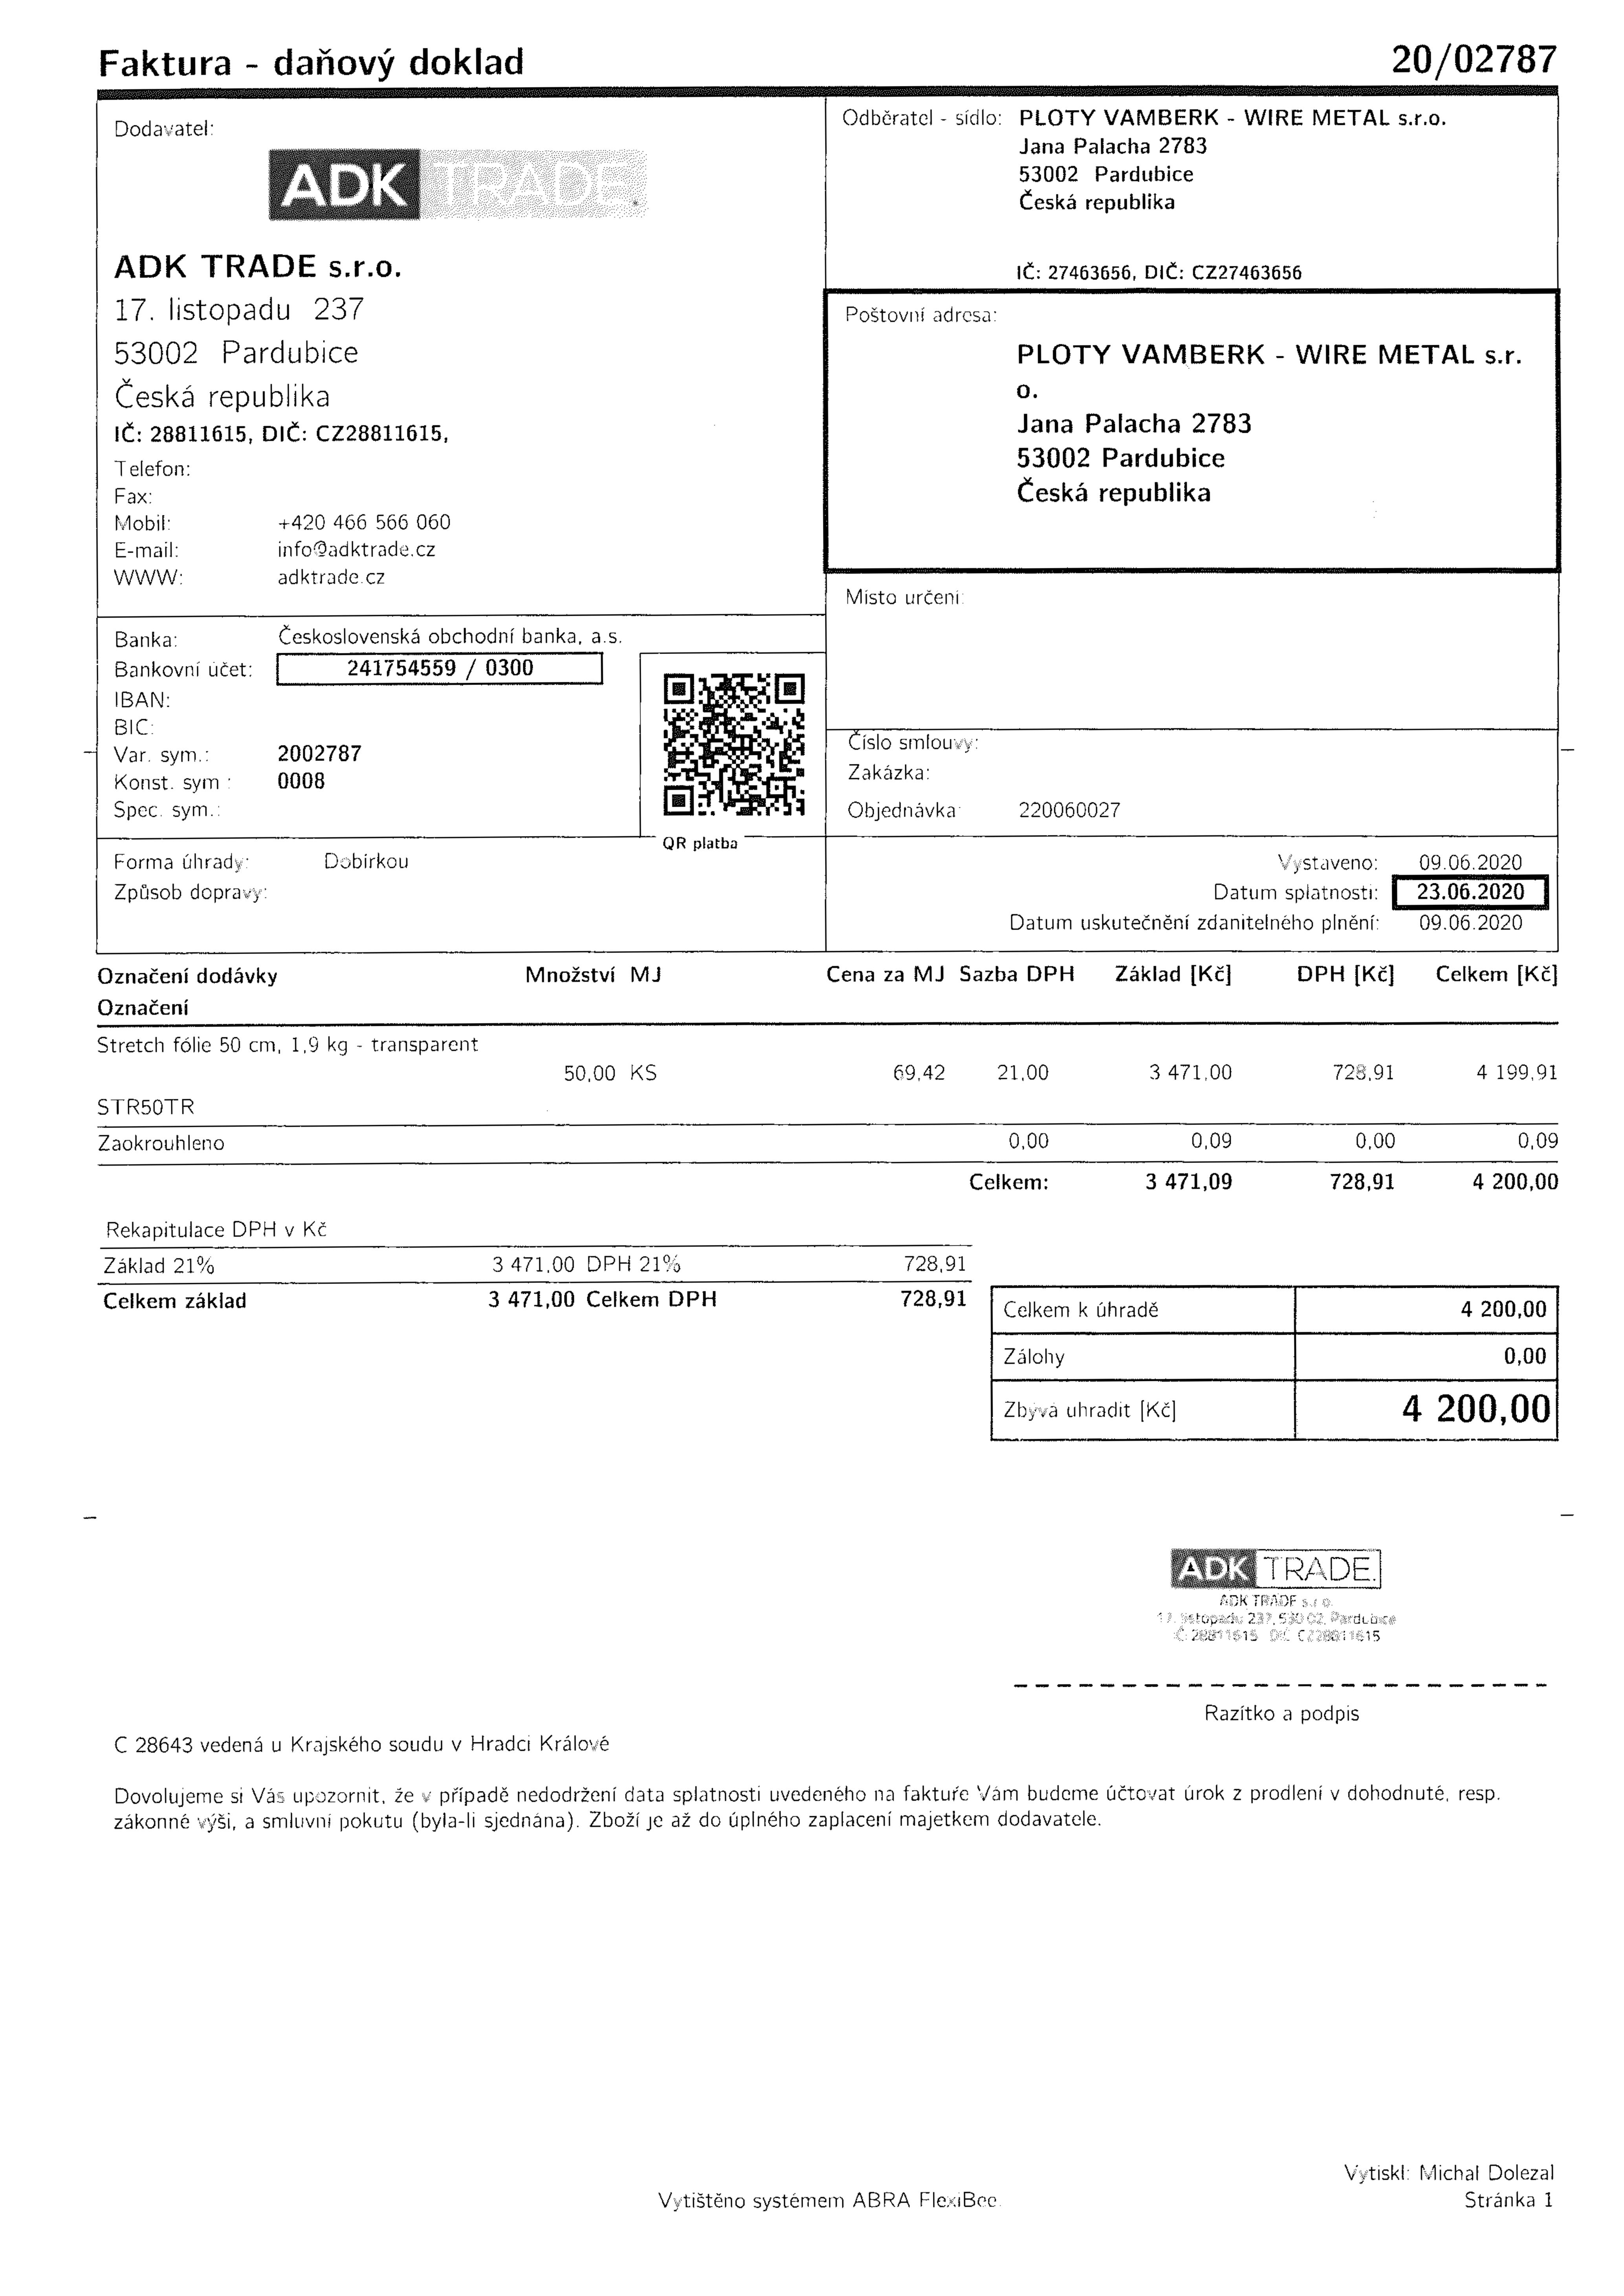 Faktura - daňový doklad 20/02787
Dodavatel:
ADK TRADE.
ADK TRADE s.r.o.
17. listopadu 237
53002 Pardubice
Česká republika
IČ: 28811615, DIČ: CZ28811615,
Telefon:
Fax:
Mobil: +420 466 566 060
E-mail: info@adktrade.cz
WWW: adktrade.cz
Odběratel - sídlo: PLOTY VAMBERK - WIRE METAL s.r.o.
Jana Palacha 2783
53002 Pardubice
Česká republika
IČ: 27463656, DIČ: CZ27463656
Poštovní adresa:
PLOTY VAMBERK - WIRE METAL s.r.
o.
Jana Palacha 2783
53002 Pardubice
Česká republika
Místo určení:
Banka: Československá obchodní banka, a.s.
Bankovní účet: 241754559 / 0300
IBAN:
BIC:
Var. sym.: 2002787
Konst. sym : 0008
Spec. sym.:
QR platba
Číslo smlouvy:
Zakázka:
Objednávka: 220060027
Forma úhrady: Dobírkou
Způsob dopravy:
Vystaveno: 09.06.2020
Datum splatnosti: 23.06.2020
Datum uskutečnění zdanitelného plnění: 09.06.2020
Označení dodávky Množství MJ Cena za MJ Sazba DPH Základ [Kč] DPH [Kč] Celkem [Kč]
Označení
Stretch fólie 50 cm, 1,9 kg - transparent
50,00 KS 69,42 21,00 3 471,00 728,91 4 199,91
STR50TR
Zaokrouhleno 0,00 0,09 0,00 0,09
Celkem: 3 471,09 728,91 4 200,00
Rekapitulace DPH v Kč
Základ 21% 3 471,00 DPH 21% 728,91
Celkem základ 3 471,00 Celkem DPH 728,91
Celkem k úhradě 4 200,00
Zálohy 0,00
Zbývá uhradit [Kč] 4 200,00
ADK TRADE.
ADK TRADE s.r.o.
17. listopadu 237, 530 02, Pardubice
IČ 28811615 DIČ CZ28811615
Razítko a podpis
C 28643 vedená u Krajského soudu v Hradci Králové
Dovolujeme si Vás upozornit, že v případě nedodržení data splatnosti uvedeného na faktuře Vám budeme účtovat úrok z prodlení v dohodnuté, resp.
zákonné výši, a smluvní pokutu (byla-li sjednána). Zboží je až do úplného zaplacení majetkem dodavatele.
Vytiskl: Michal Dolezal
Vytištěno systémem ABRA FlexiBee.
Stránka 1